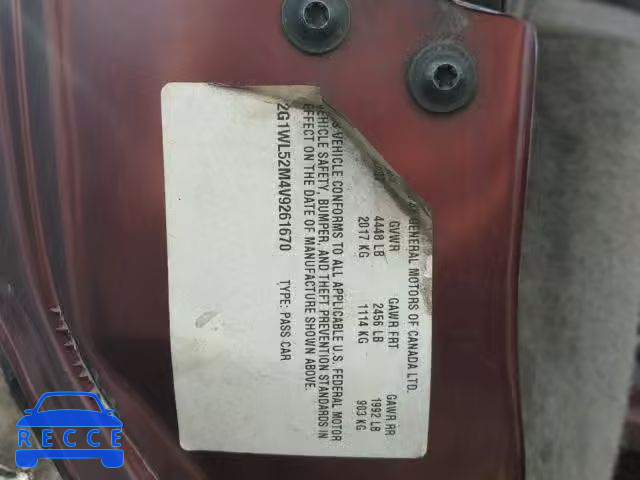 GENERAL MOTORS OF CANADA LTD.
GVWR GAWR FRT GAWR RR
4448 LB 2456 LB 1992 LB
2017 KG 1114 KG 903 KG
VEHICLE CONFORMS TO ALL APPLICABLE U.S. FEDERAL MOTOR
VEHICLE SAFETY, BUMPER, AND THEFT PREVENTION STANDARDS IN
EFFECT ON THE DATE OF MANUFACTURE SHOWN ABOVE.
2G1WL52M4V9261670 TYPE: PASS CAR
RECCE